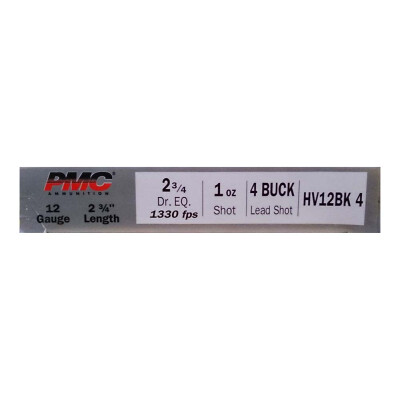 PMC
AMMUNITION
12 Gauge
2 ¾" Length
2 3/4
Dr. EQ.
1330 fps
1 oz
Shot
4 BUCK
Lead Shot
HV12BK 4